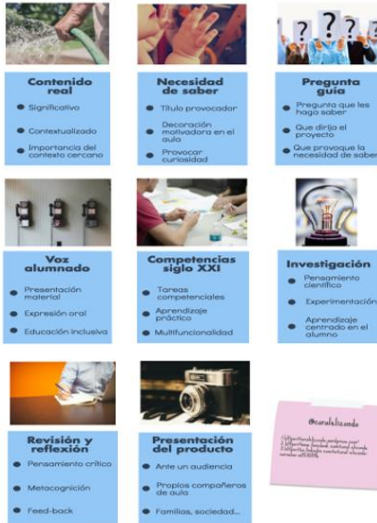 Contenido
real
Significativo
Contextualizado
Importancia del
contexto cercano
Necesidad
de saber
Título provocador
Decoración
motivadora en el
aula
Provocar
curiosidad
? ? ? ?
Pregunta
guía
Pregunta que les
haga saber
Que dirija el
proyecto
Que provoque la
necesidad de saber
Voz
alumnado
Presentación
material
Expresión oral
Educación inclusiva
Competencias
siglo XXI
Tareas
competenciales
Aprendizaje
práctico
Multifuncionalidad
Investigación
Pensamiento
científico
Experimentación
Aprendizaje
centrado en el
alumno
Revisión y
reflexión
Pensamiento crítico
Metacognición
Feed-back
Presentación
del producto
Ante un audiencia
Propios compañeros
de aula
Familias, sociedad...
@coralelizondo